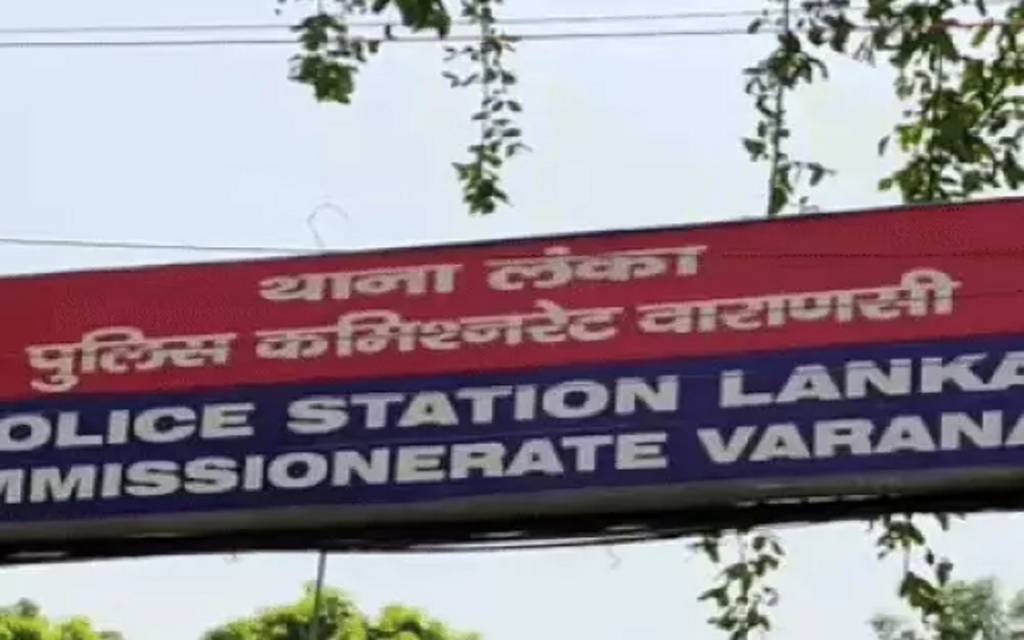 थाना लंका
पुलिस कमिश्नरेट वाराणसी
OLICE STATION LANKA
MMISSIONERATE VARANA